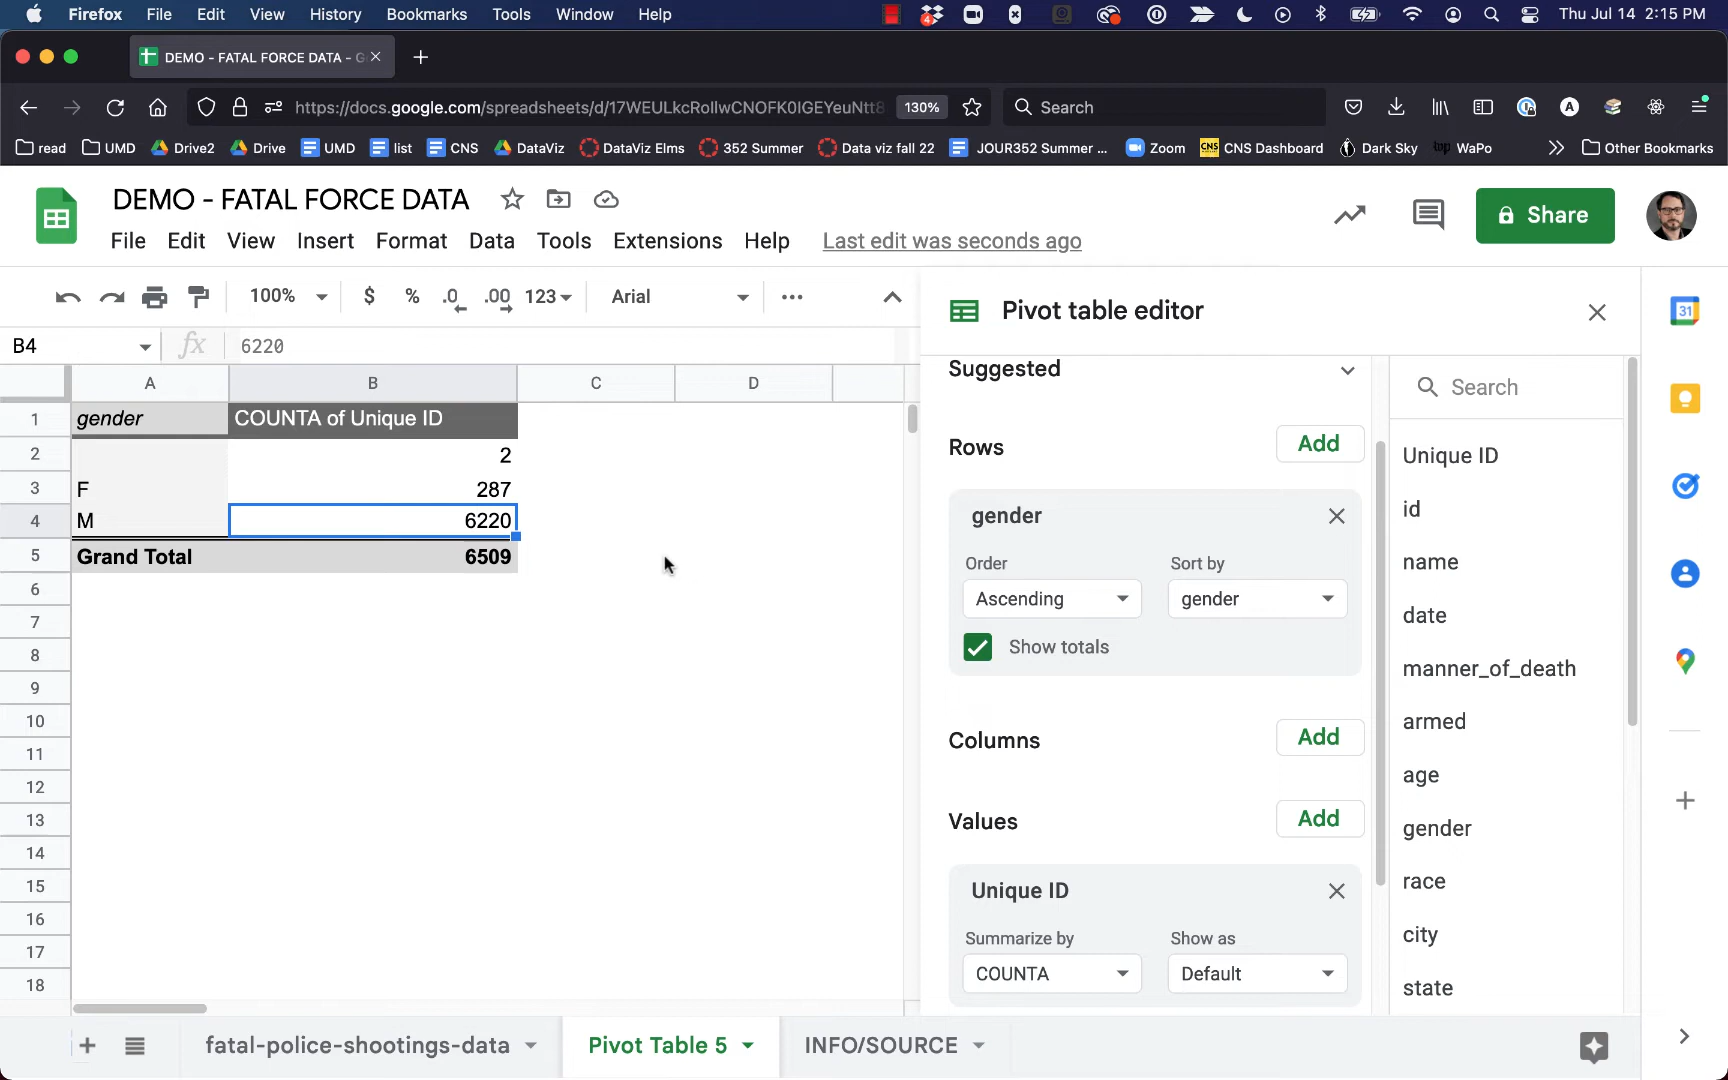 Firefox File Edit View History Bookmarks Tools Window Help 4 Thu Jul 14 2:15 PM
DEMO - FATAL FORCE DATA - G
https://docs.google.com/spreadsheets/d/17WEULkcRoIlwCNOFK0IGEYeuNtt8 130% Search
read UMD Drive2 Drive UMD list CNS DataViz DataViz Elms 352 Summer Data viz fall 22 JOUR352 Summer ... Zoom CNS CNS Dashboard Dark Sky top WaPo Other Bookmarks
DEMO - FATAL FORCE DATA
Share
File Edit View Insert Format Data Tools Extensions Help Last edit was seconds ago
100% $ % .0 .00 123 Arial
Pivot table editor
31
B4 fx 6220
Suggested
Search
A B C D
1 gender COUNTA of Unique ID
2 2
3 F 287
4 M 6220
5 Grand Total 6509
6
7
8
9
10
11
12
13
14
15
16
17
18
Rows Add
gender
Order Sort by
Ascending gender
Show totals
Columns Add
Values Add
Unique ID
Summarize by Show as
COUNTA Default
Unique ID
id
name
date
manner_of_death
armed
age
gender
race
city
state
fatal-police-shootings-data Pivot Table 5 INFO/SOURCE